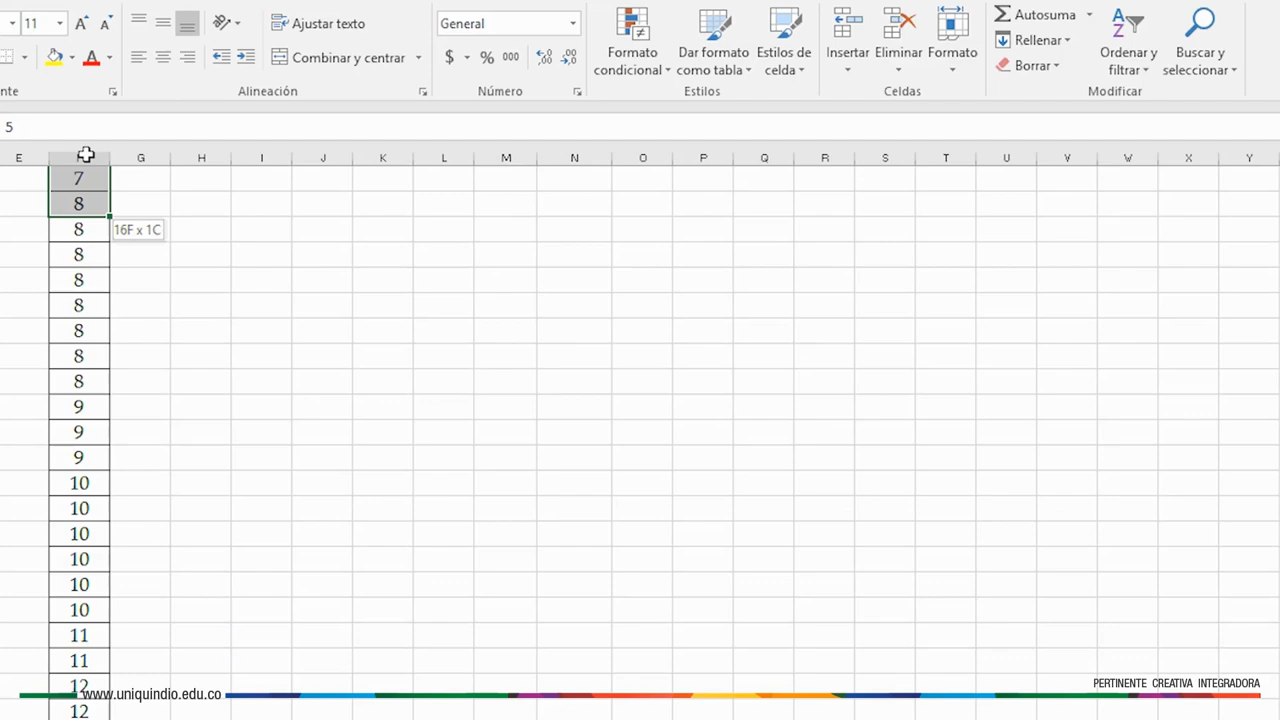 11
Ajustar texto
General
Autosuma
Rellenar
Borrar
Combinar y centrar
$ % 000
Formato condicional
Dar formato como tabla
Estilos de celda
Insertar
Eliminar
Formato
Ordenar y filtrar
Buscar y seleccionar
nte
Alineación
Número
Estilos
Celdas
Modificar
5
E G H I J K L M N O P Q R S T U V W X Y
7
8
8
16F x 1C
8
8
8
8
8
8
9
9
9
10
10
10
10
10
10
11
11
12
12
www.uniquindio.edu.co
PERTINENTE CREATIVA INTEGRADORA